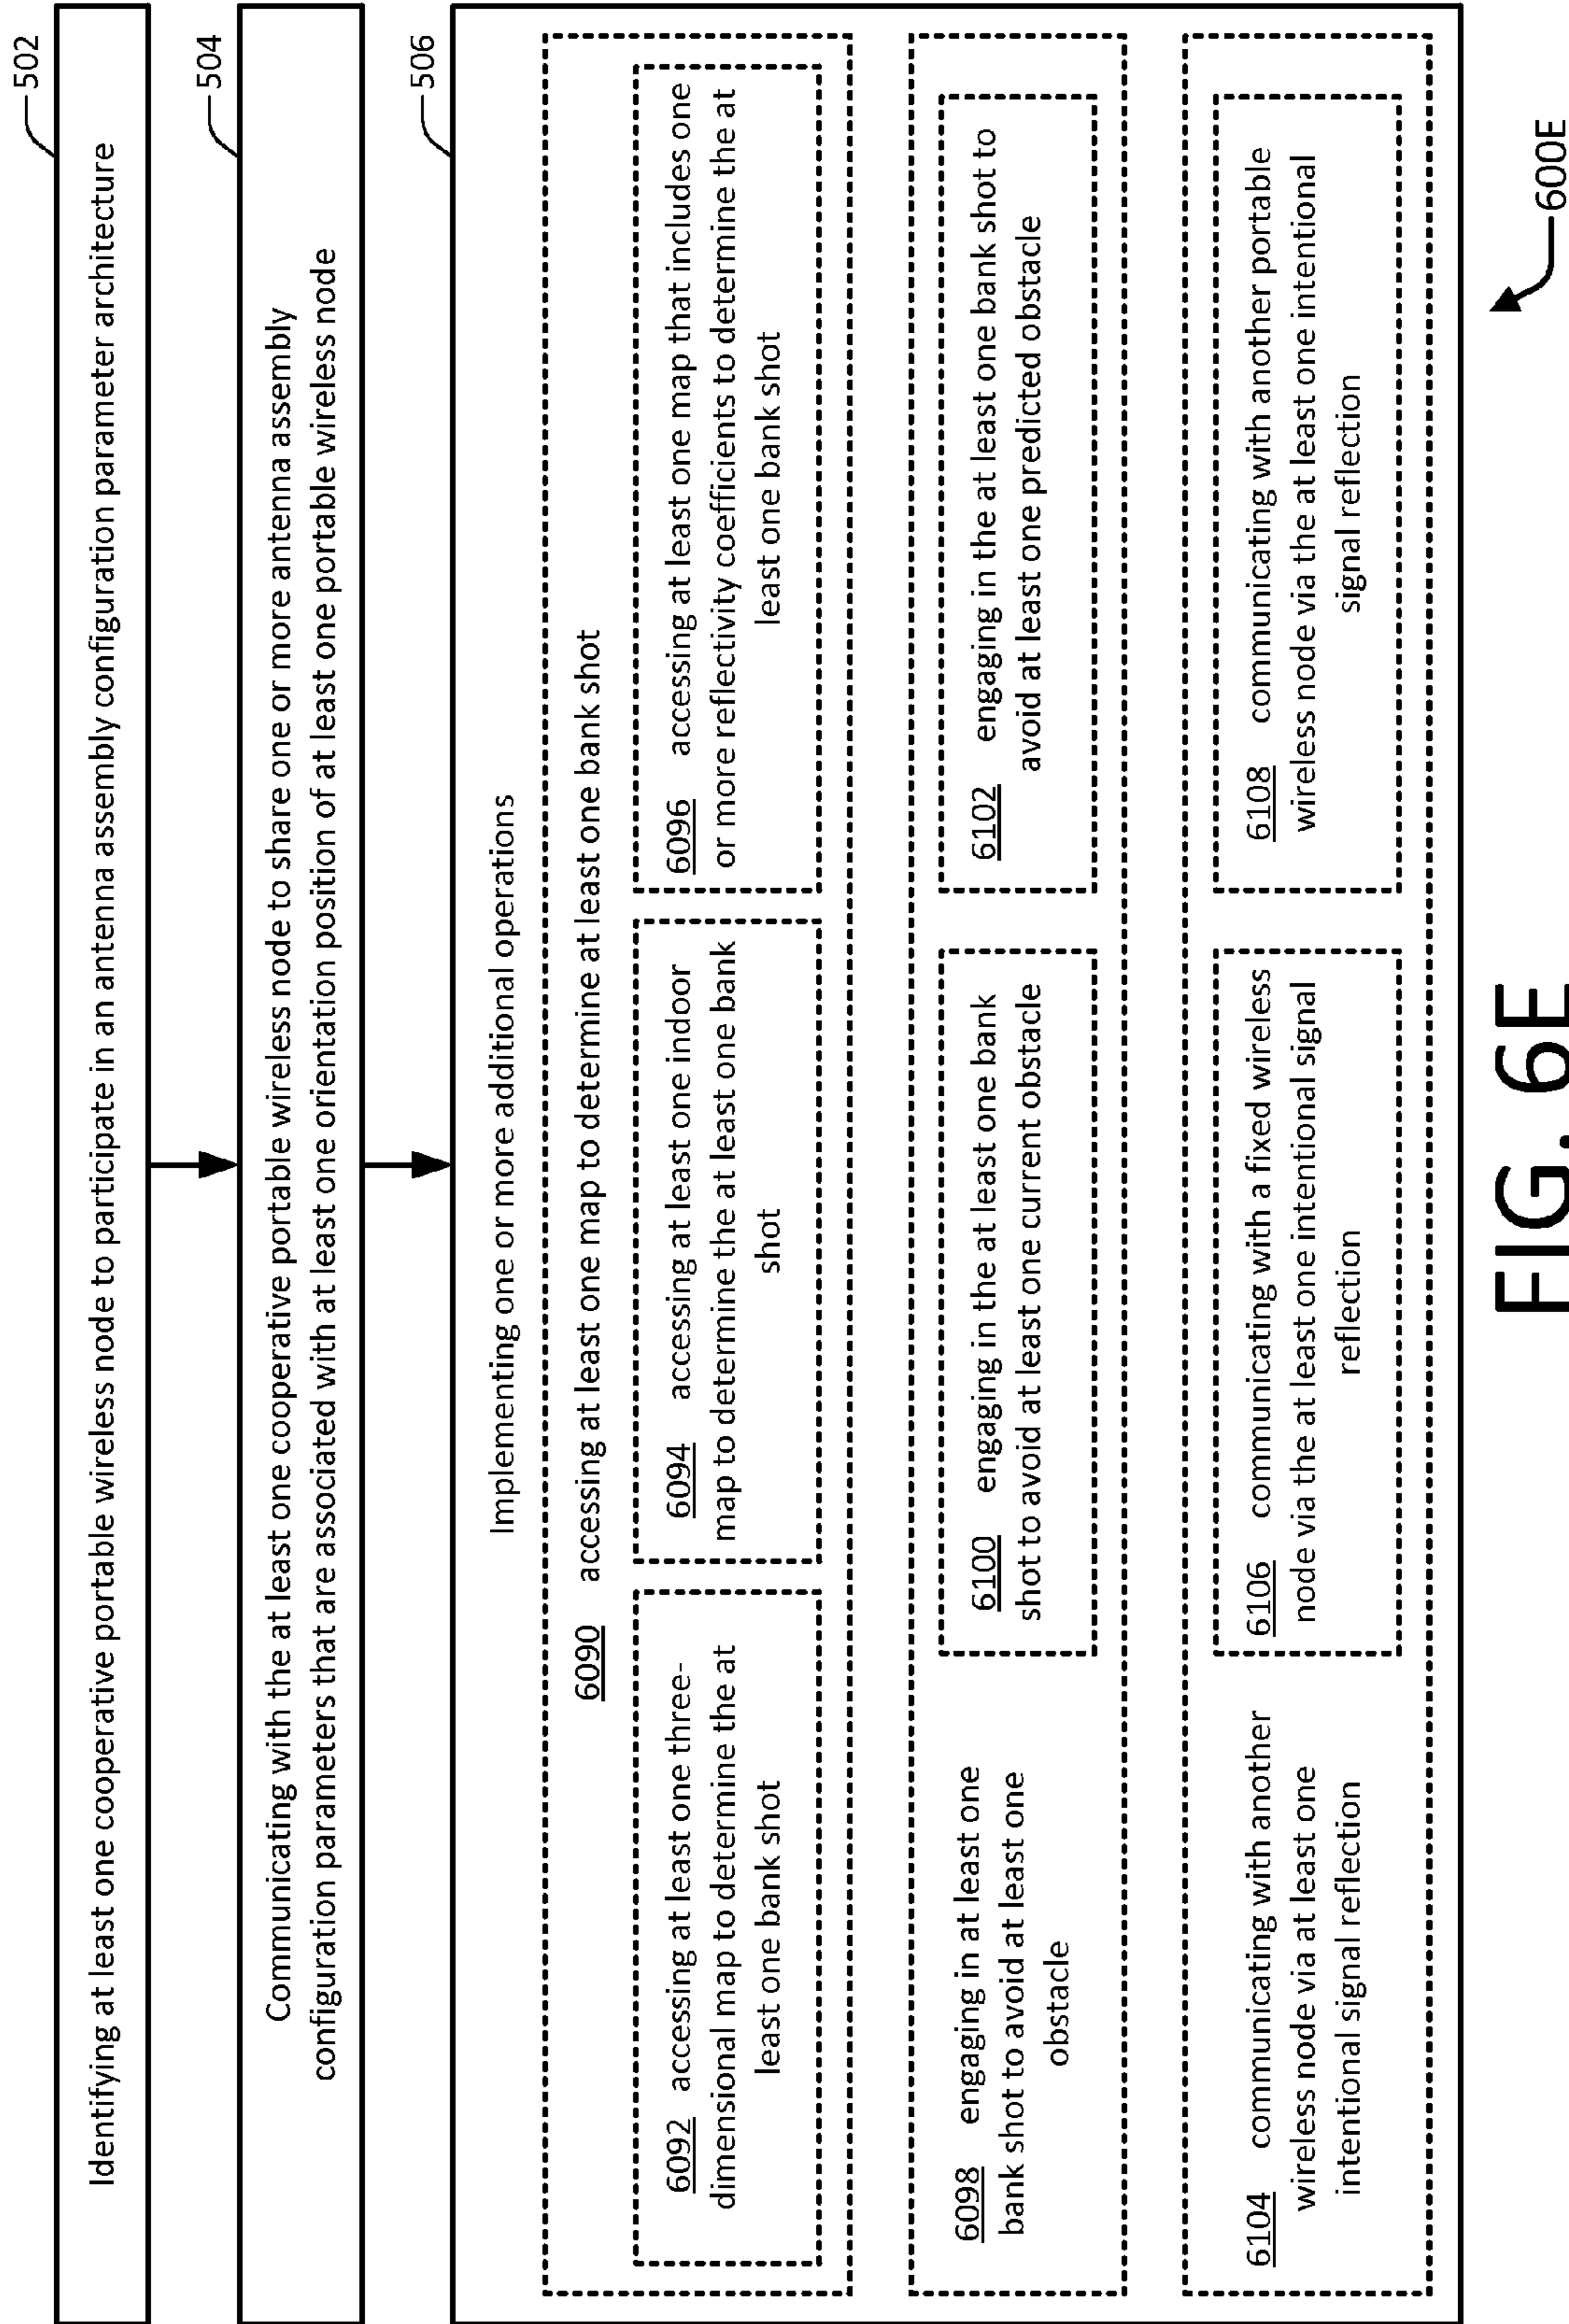 502
Identifying at least one cooperative portable wireless node to participate in an antenna assembly configuration parameter architecture
504
Communicating with the at least one cooperative portable wireless node to share one or more antenna assembly
configuration parameters that are associated with at least one orientation position of at least one portable wireless node
506
Implementing one or more additional operations
6090 accessing at least one map to determine at least one bank shot
6092 accessing at least one three-
dimensional map to determine the at
least one bank shot
6094 accessing at least one indoor
map to determine the at least one bank
shot
6096 accessing at least one map that includes one
or more reflectivity coefficients to determine the at
least one bank shot
6098 engaging in at least one
bank shot to avoid at least one
obstacle
6100 engaging in the at least one bank
shot to avoid at least one current obstacle
6102 engaging in the at least one bank shot to
avoid at least one predicted obstacle
6104 communicating with another
wireless node via at least one
intentional signal reflection
6106 communicating with a fixed wireless
node via the at least one intentional signal
reflection
6108 communicating with another portable
wireless node via the at least one intentional
signal reflection
600E
FIG. 6E